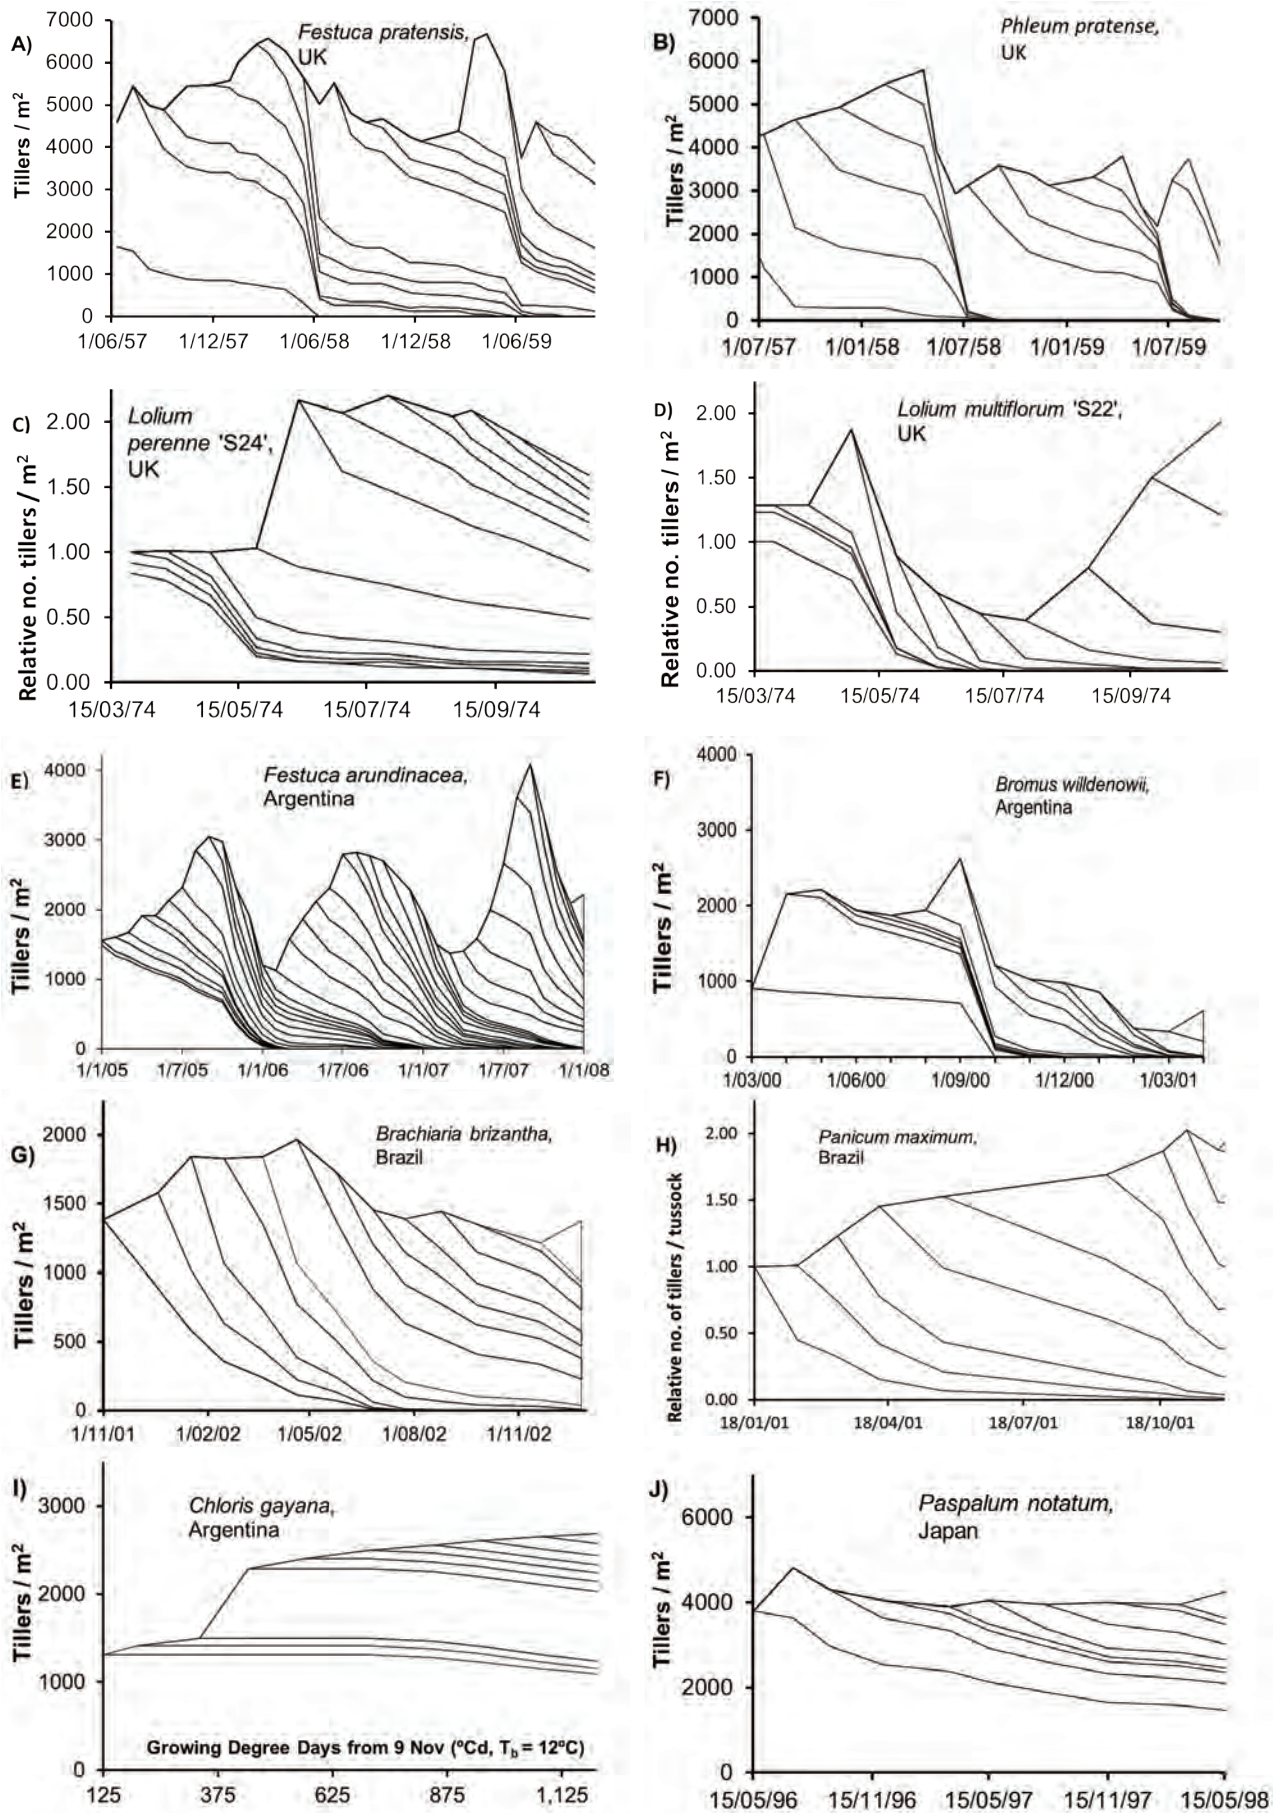 A)
Festuca pratensis,
UK
Tillers / m²
7000
6000
5000
4000
3000
2000
1000
0
1/06/57 1/12/57 1/06/58 1/12/58 1/06/59
B)
Phleum pratense,
UK
Tillers / m²
7000
6000
5000
4000
3000
2000
1000
0
1/07/57 1/01/58 1/07/58 1/01/59 1/07/59
C)
Lolium
perenne 'S24',
UK
Relative no. tillers / m²
2.00
1.50
1.00
0.50
0.00
15/03/74 15/05/74 15/07/74 15/09/74
D)
Lolium multiflorum 'S22',
UK
Relative no. tillers / m²
2.00
1.50
1.00
0.50
0.00
15/03/74 15/05/74 15/07/74 15/09/74
E)
Festuca arundinacea,
Argentina
Tillers / m²
4000
3000
2000
1000
0
1/1/05 1/7/05 1/1/06 1/7/06 1/1/07 1/7/07 1/1/08
F)
Bromus willdenowii,
Argentina
Tillers / m²
4000
3000
2000
1000
0
1/03/00 1/06/00 1/09/00 1/12/00 1/03/01
G)
Brachiaria brizantha,
Brazil
Tillers / m²
2000
1500
1000
500
0
1/11/01 1/02/02 1/05/02 1/08/02 1/11/02
H)
Panicum maximum,
Brazil
Relative no. of tillers / tussock
2.00
1.50
1.00
0.50
0.00
18/01/01 18/04/01 18/07/01 18/10/01
I)
Chloris gayana,
Argentina
Tillers / m²
3000
2000
1000
0
Growing Degree Days from 9 Nov (ºCd, Tb = 12ºC)
125 375 625 875 1,125
J)
Paspalum notatum,
Japan
Tillers / m²
6000
4000
2000
0
15/05/96 15/11/96 15/05/97 15/11/97 15/05/98